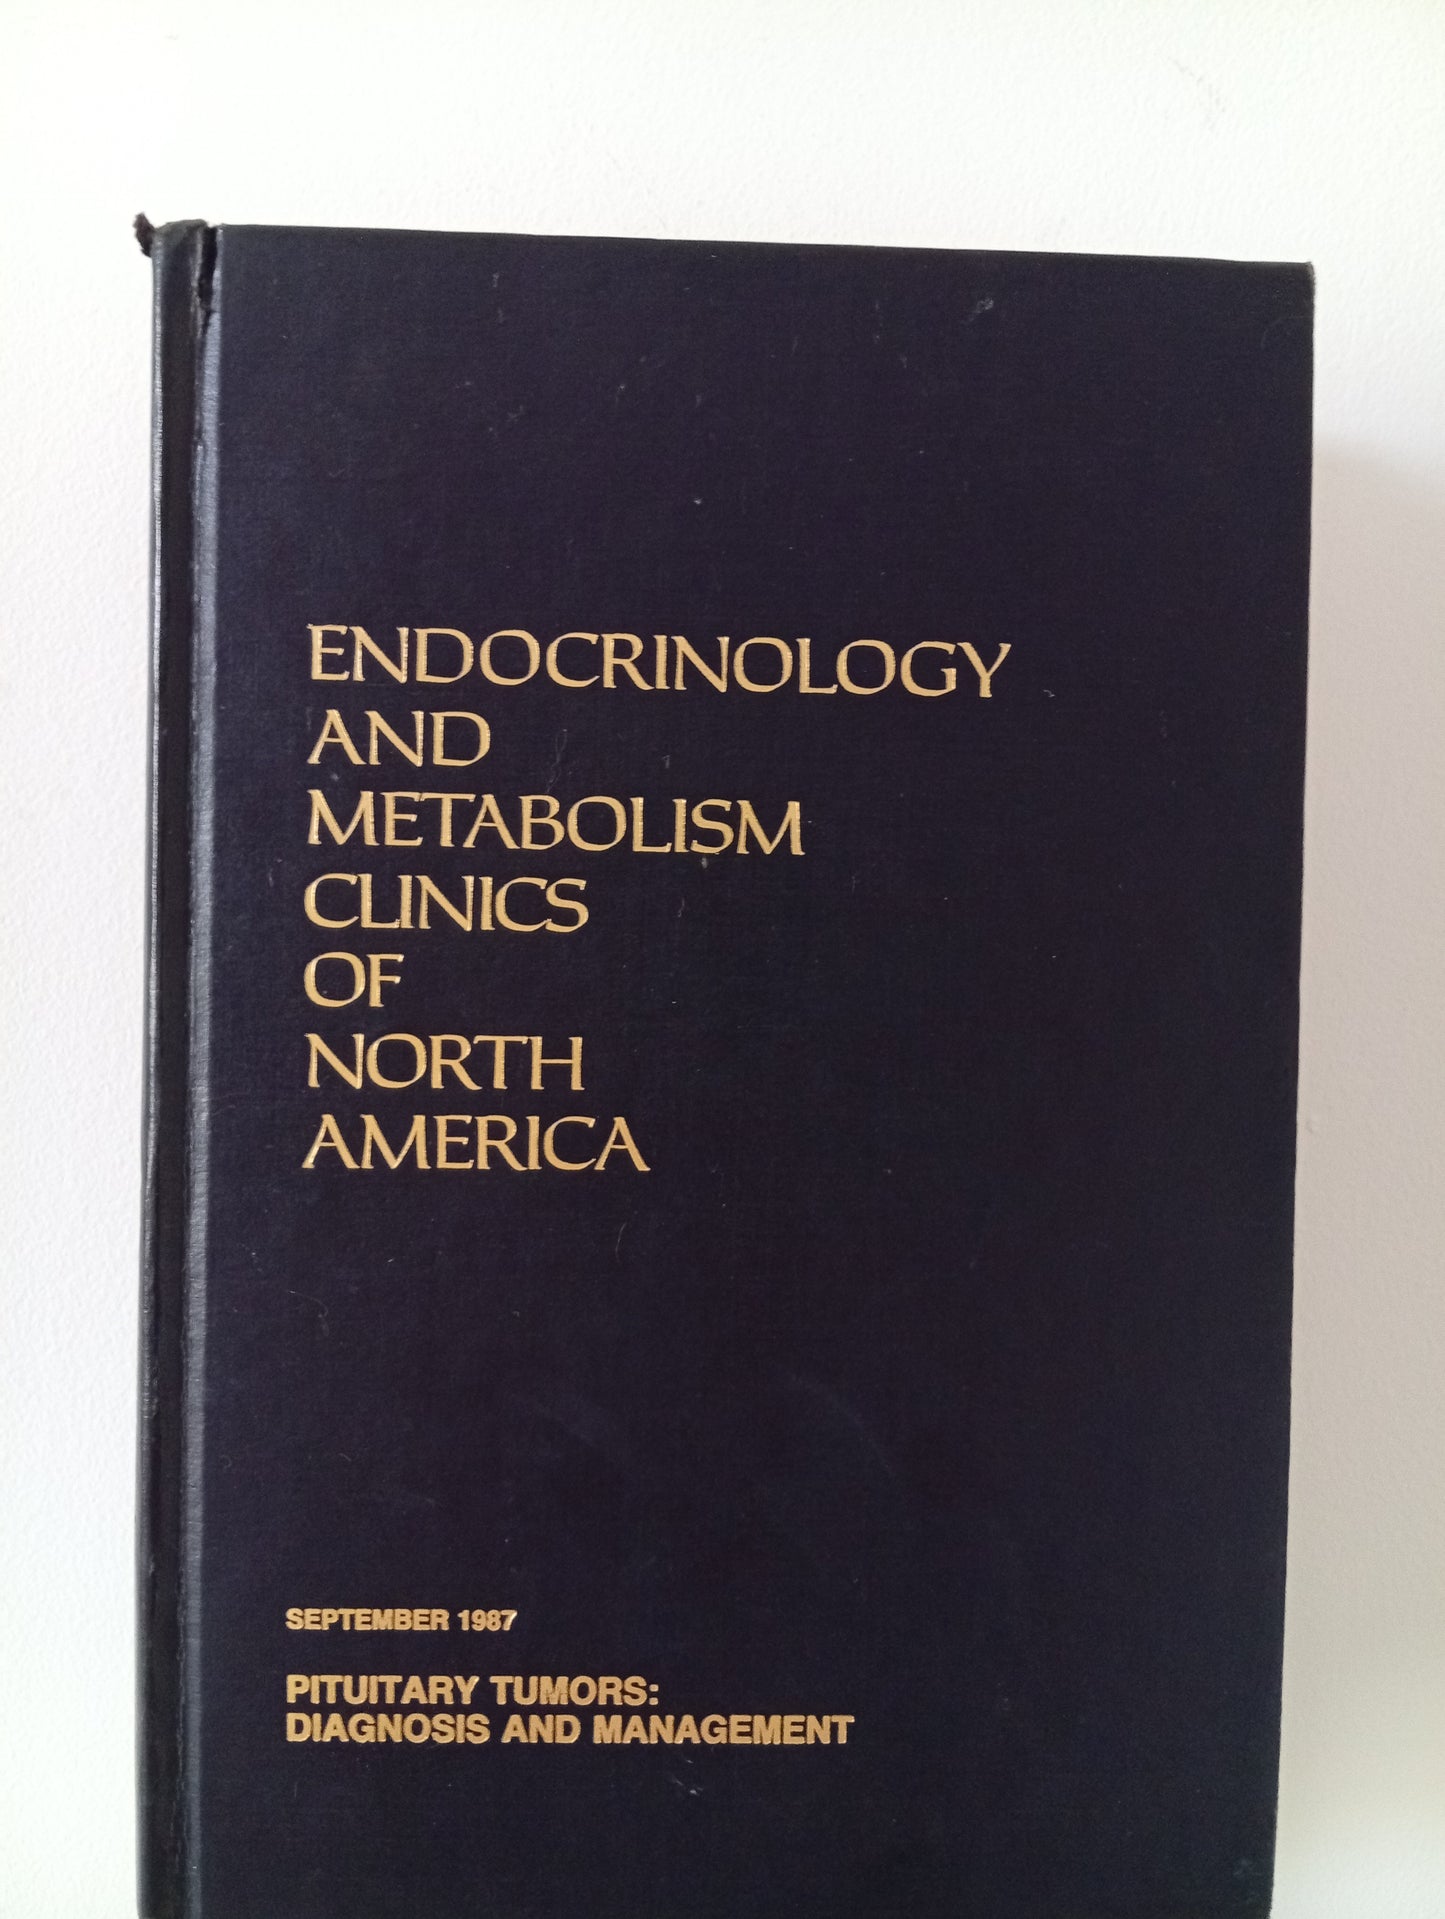 ENDOCRINOLOGY
AND
METABOLISM
CLINICS
OF
NORTH
AMERICA
SEPTEMBER 1987
PITUITARY TUMORS:
DIAGNOSIS AND MANAGEMENT